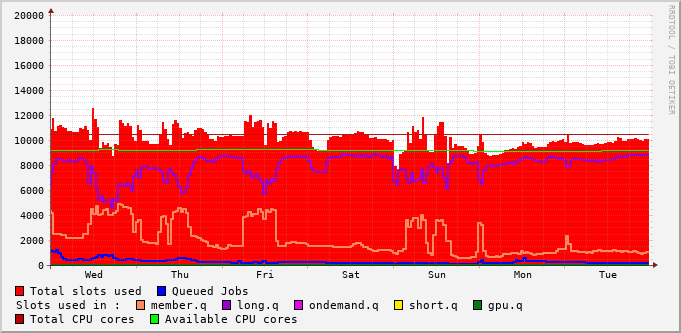 20000
18000
16000
14000
12000
10000
8000
6000
4000
2000
0
Wed Thu Fri Sat Sun Mon Tue
RRDTOOL / TOBI OETIKER
Total slots used Queued Jobs
Slots used in : member.q long.q ondemand.q short.q gpu.q
Total CPU cores Available CPU cores